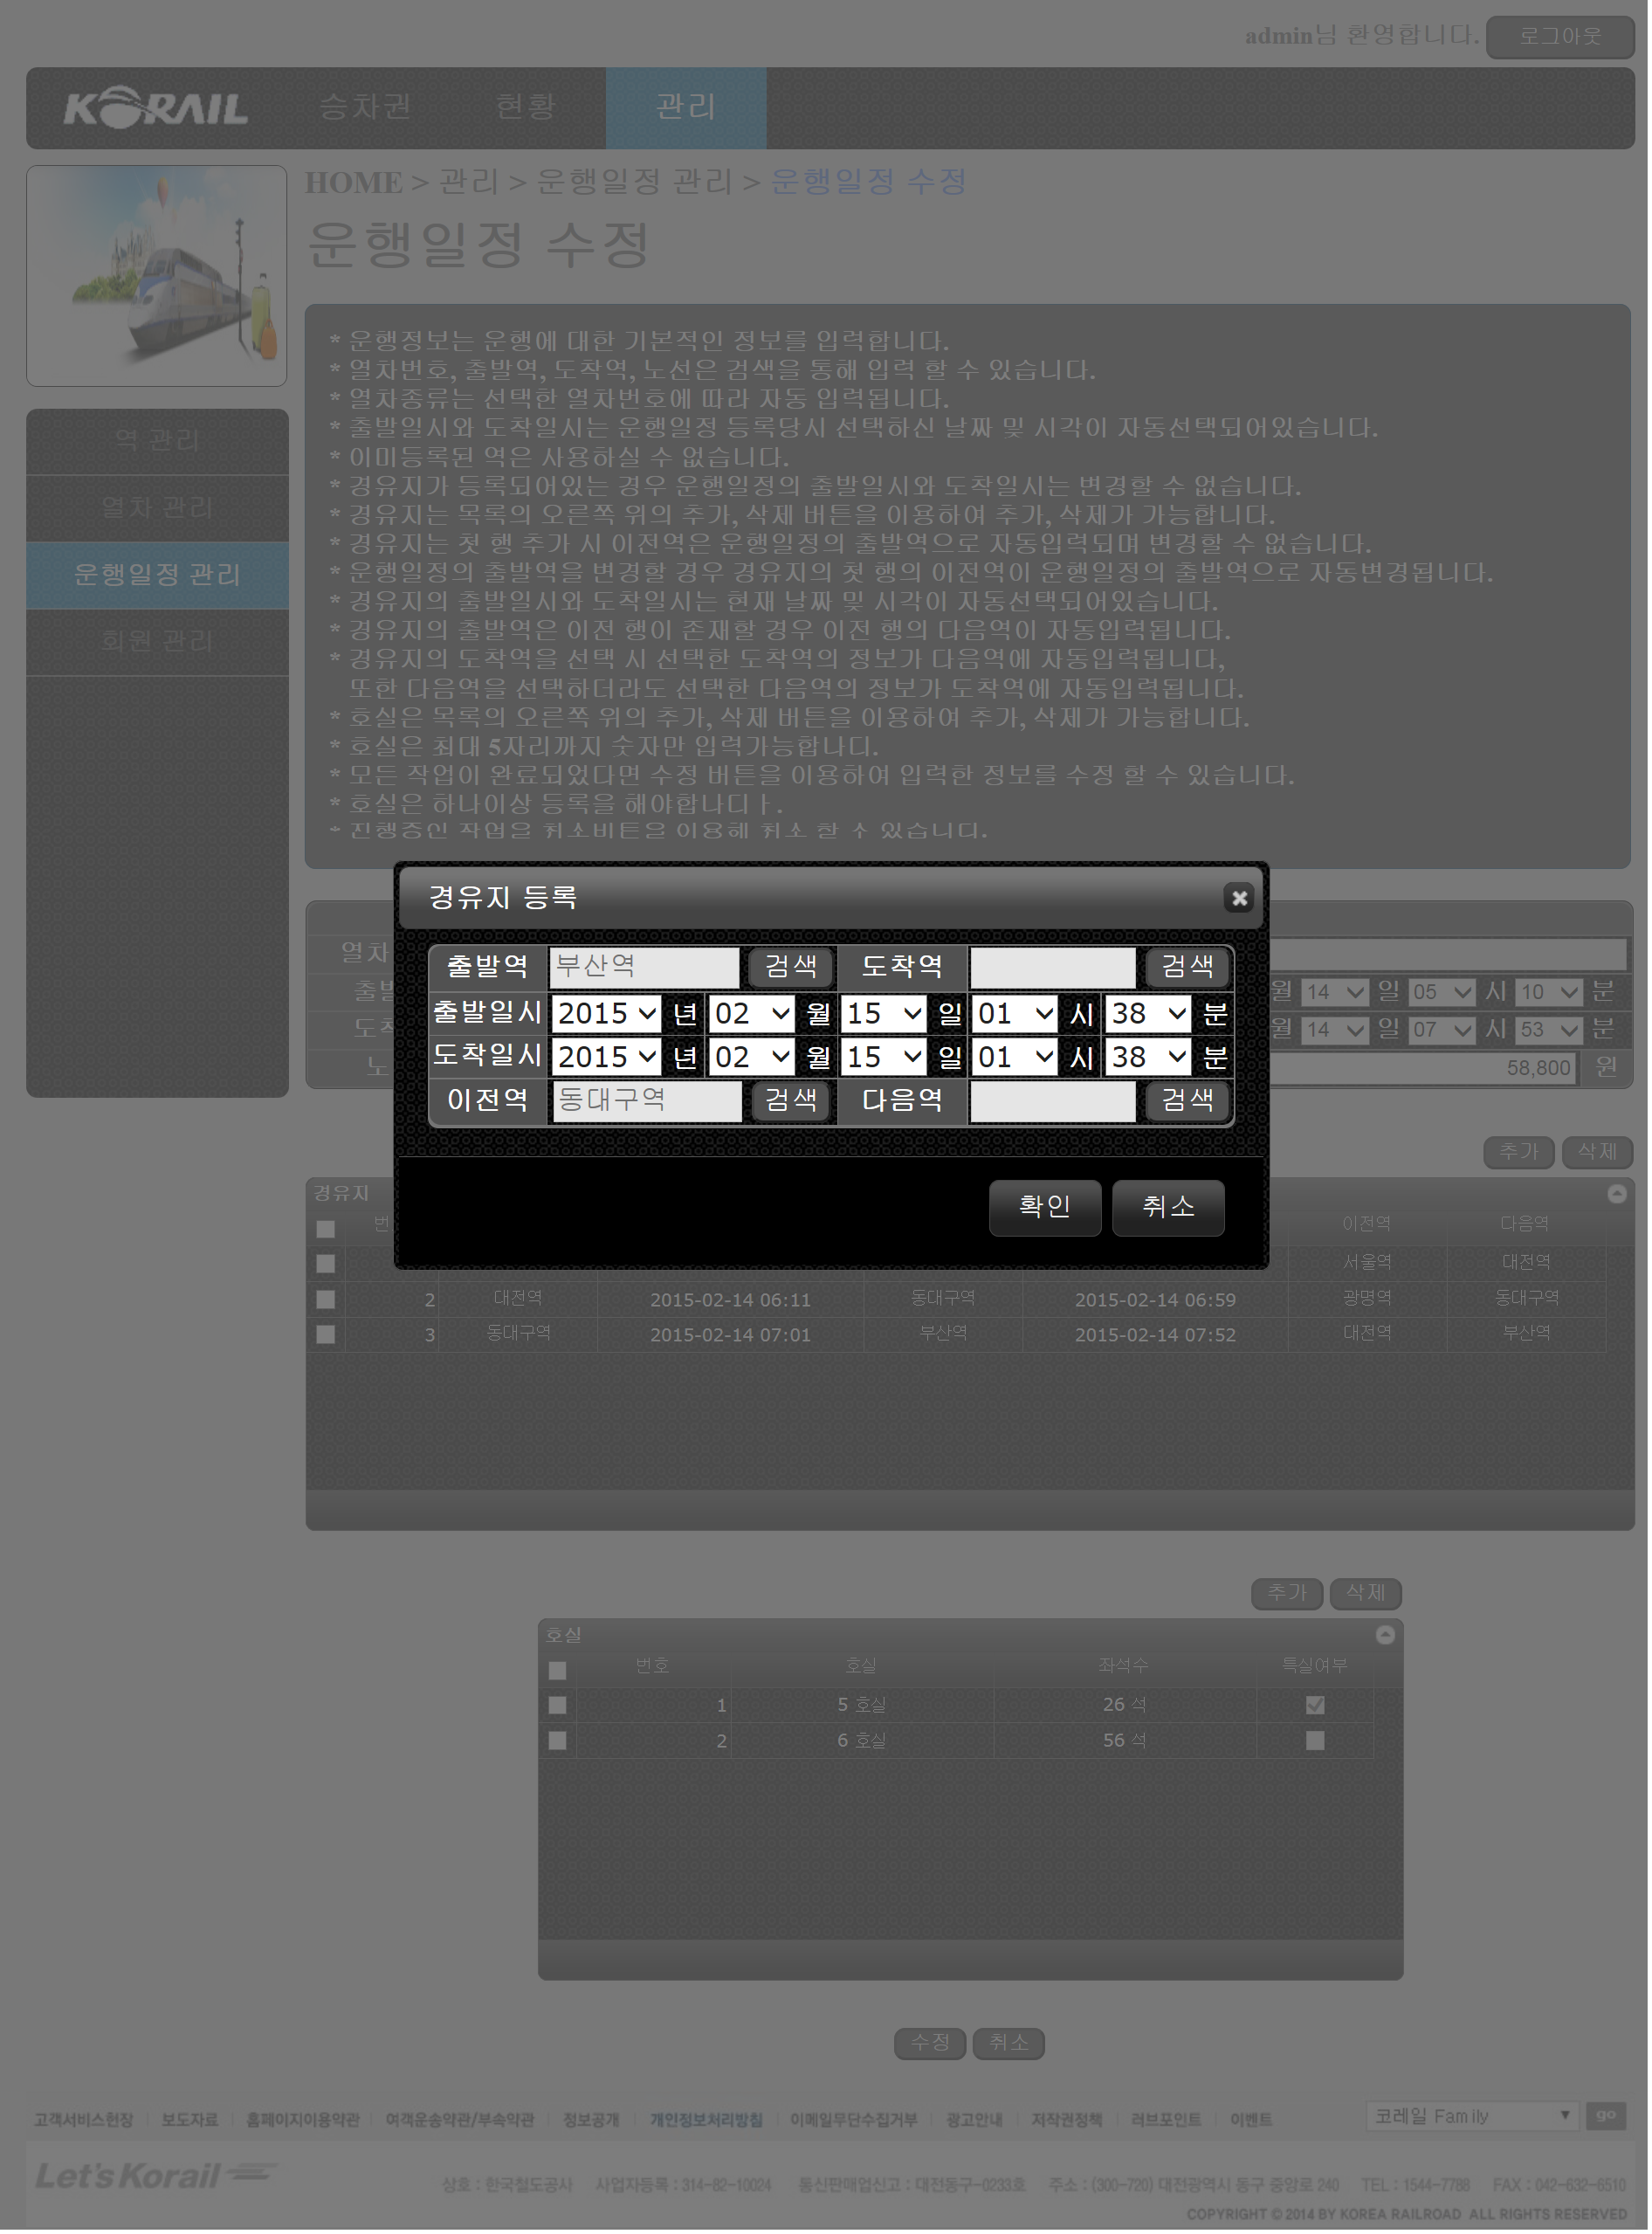 admin님 환영합니다. 로그아웃
KORAIL 승차권 현황 관리
HOME > 관리 > 운행일정 관리 > 운행일정 수정
운행일정 수정
역 관리
열차 관리
운행일정 관리
회원 관리
* 운행정보는 운행에 대한 기본적인 정보를 입력합니다.
* 열차번호, 출발역, 도착역, 노선은 검색을 통해 입력 할 수 있습니다.
* 열차종류는 선택한 열차번호에 따라 자동 입력됩니다.
* 출발일시와 도착일시는 운행일정 등록당시 선택하신 날짜 및 시각이 자동선택되어있습니다.
* 이미등록된 역은 사용하실 수 없습니다.
* 경유지가 등록되어있는 경우 운행일정의 출발일시와 도착일시는 변경할 수 없습니다.
* 경유지는 목록의 오른쪽 위의 추가, 삭제 버튼을 이용하여 추가, 삭제가 가능합니다.
* 경유지는 첫 행 추가 시 이전역은 운행일정의 출발역으로 자동입력되며 변경할 수 없습니다.
* 운행일정의 출발역을 변경할 경우 경유지의 첫 행의 이전역이 운행일정의 출발역으로 자동변경됩니다.
* 경유지의 출발일시와 도착일시는 현재 날짜 및 시각이 자동선택되어있습니다.
* 경유지의 출발역은 이전 행이 존재할 경우 이전 행의 다음역이 자동입력됩니다.
* 경유지의 도착역을 선택 시 선택한 도착역의 정보가 다음역에 자동입력됩니다,
또한 다음역을 선택하더라도 선택한 다음역의 정보가 도착역에 자동입력됩니다.
* 호실은 목록의 오른쪽 위의 추가, 삭제 버튼을 이용하여 추가, 삭제가 가능합니다.
* 호실은 최대 5자리까지 숫자만 입력가능합나디.
* 모든 작업이 완료되었다면 수정 버튼을 이용하여 입력한 정보를 수정 할 수 있습니다.
* 호실은 하나이상 등록을 해야합나디ㅏ.
* 진행중인 작업을 취소버튼을 이용해 취소 할 수 있습니다.
경유지 등록
출발역 부산역 검색 도착역 검색
출발일시 2015 년 02 월 15 일 01 시 38 분
도착일시 2015 년 02 월 15 일 01 시 38 분
이전역 동대구역 검색 다음역 검색
확인 취소
열차
월 14 일 05 시 10 분
월 14 일 07 시 53 분
58,800 원
추가 삭제
경유지
이전역 다음역
서울역 대전역
2 대전역 2015-02-14 06:11 동대구역 2015-02-14 06:59 광명역 동대구역
3 동대구역 2015-02-14 07:01 부산역 2015-02-14 07:52 대전역 부산역
추가 삭제
호실
번호 호실 좌석수 특실여부
1 5 호실 26 석
2 6 호실 56 석
수정 취소
고객서비스헌장 보도자료 홈페이지이용약관 여객운송약관/부속약관 정보공개 개인정보처리방침 이메일무단수집거부 광고안내 저작권정책 러브포인트 이벤트 코레일 Family go
Let's Korail
상호 : 한국철도공사 사업자등록 : 314-82-10024 통신판매업신고 : 대전동구-0233호 주소 : (300-720) 대전광역시 동구 중앙로 240 TEL : 1544-7788 FAX : 042-632-6510
COPYRIGHT © 2014 BY KOREA RAILROAD ALL RIGHTS RESERVED